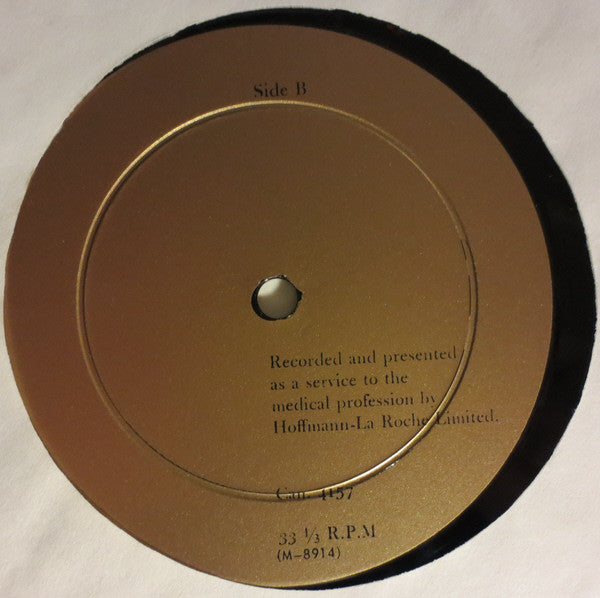 Side B
Recorded and presented
as a service to the
medical profession by
Hoffmann-La Roche Limited.
Can. 4157
33 ⅓ R.P.M
(M-8914)